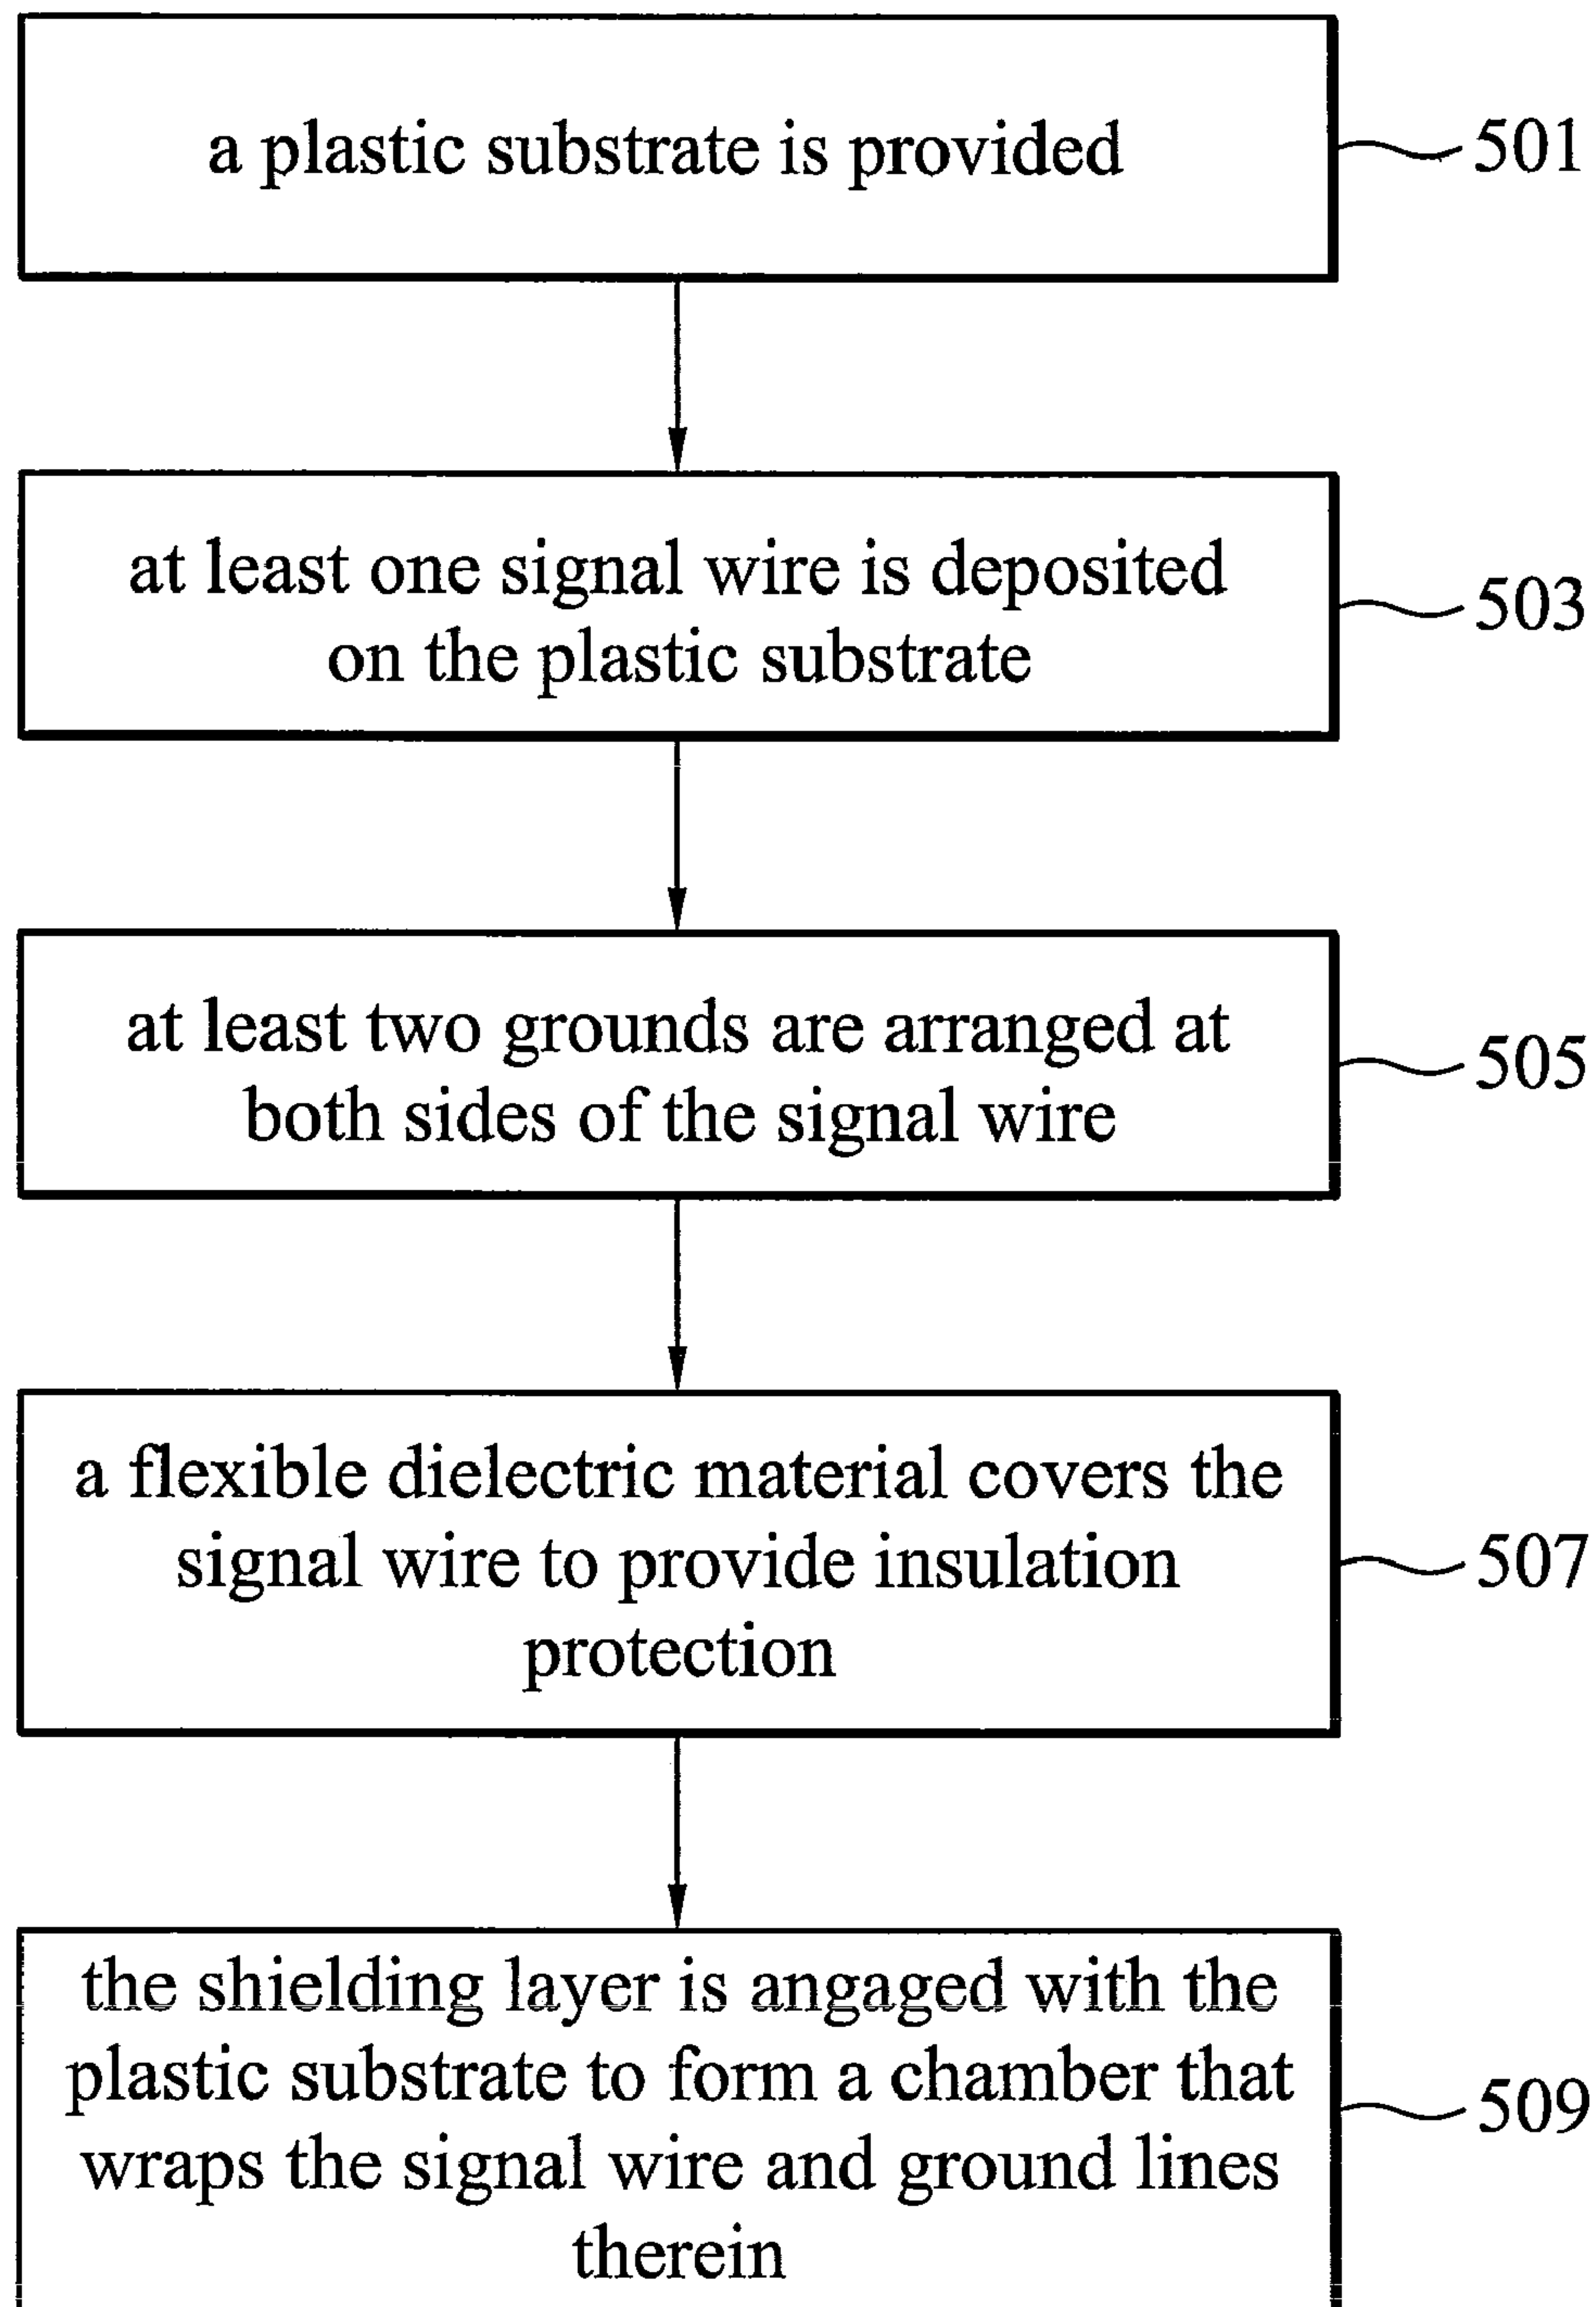 a plastic substrate is provided
501
at least one signal wire is deposited
on the plastic substrate
503
at least two grounds are arranged at
both sides of the signal wire
505
a flexible dielectric material covers the
signal wire to provide insulation
protection
507
the shielding layer is angaged with the
plastic substrate to form a chamber that
wraps the signal wire and ground lines
therein
509